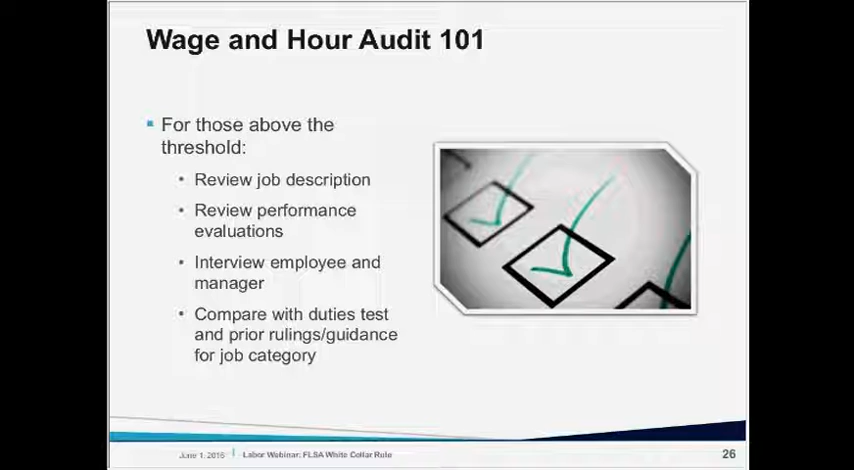 Wage and Hour Audit 101
For those above the
threshold:
Review job description
Review performance
evaluations
Interview employee and
manager
Compare with duties test
and prior rulings/guidance
for job category
June 1, 2016 | Labor Webinar: FLSA White Collar Rule
26